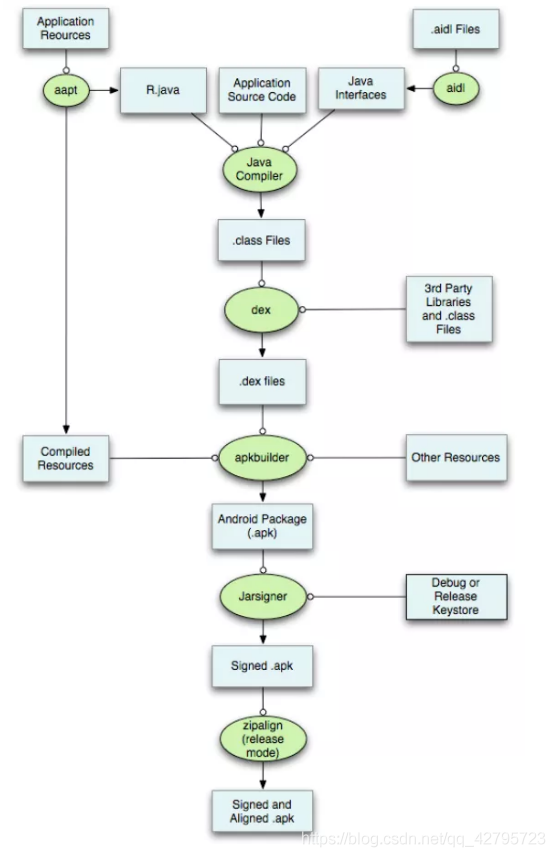 Application
Reources
.aidl Files
aapt
R.java
Application
Source Code
Java
Interfaces
aidl
Java
Compiler
.class Files
dex
3rd Party
Libraries
and .class
Files
.dex files
Compiled
Resources
apkbuilder
Other Resources
Android Package
(.apk)
Jarsigner
Debug or
Release
Keystore
Signed .apk
zipalign
(release
mode)
Signed and
Aligned .apk
https://blog.csdn.net/qq_42795723